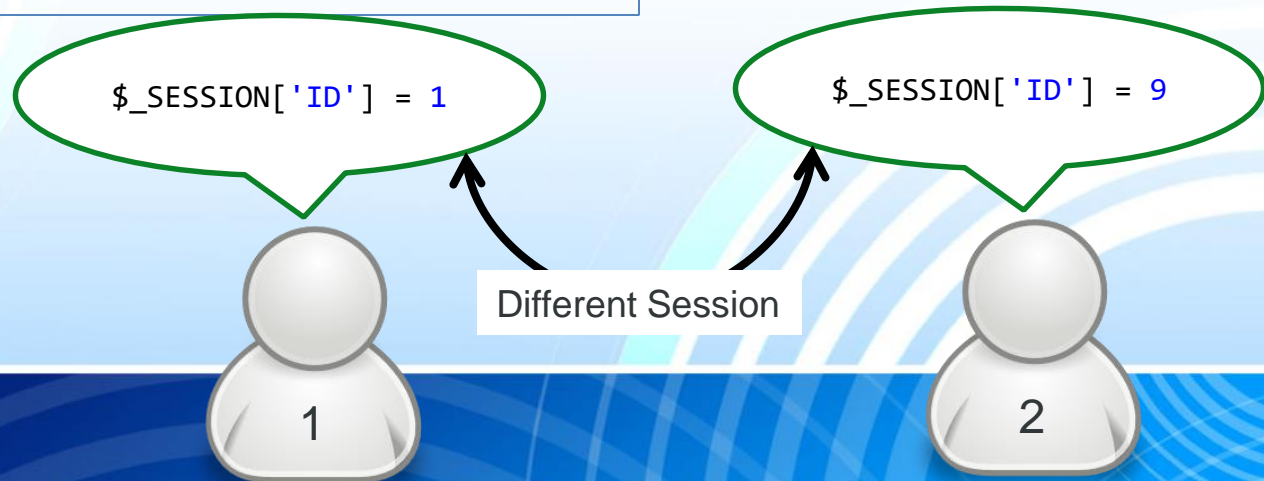 $_SESSION['ID'] = 1
$_SESSION['ID'] = 9
Different Session
1
2